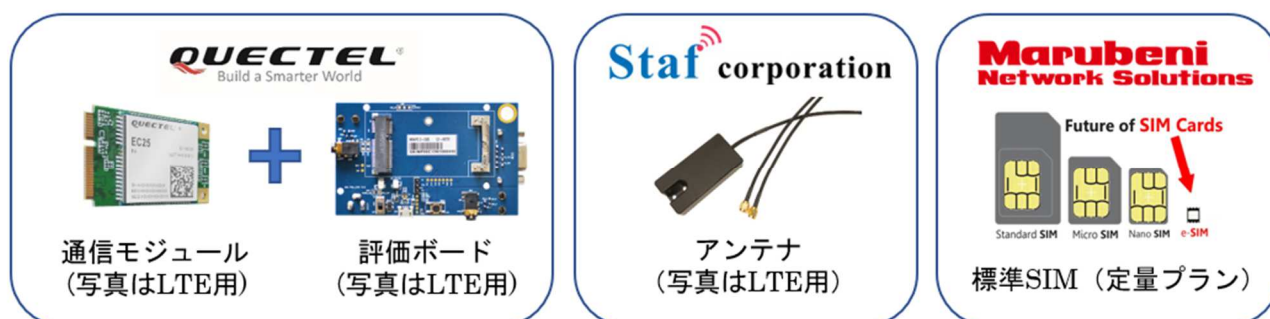 QUECTEL®
Build a Smarter World
QUECTEL
EC25
通信モジュール
(写真はLTE用)
評価ボード
(写真はLTE用)
Staf corporation
アンテナ
(写真はLTE用)
Marubeni
Network Solutions
Future of SIM Cards
Standard SIM
Micro SIM
Nano SIM
e-SIM
標準SIM（定量プラン）